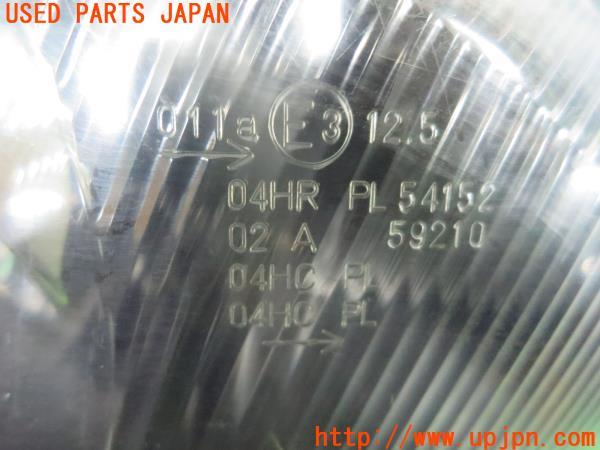 USED PARTS JAPAN
011a E3 12.5
→
04HR PL 54152
02 A 59210
04HC PL
04HC PL
→
http://www.upjpn.com/